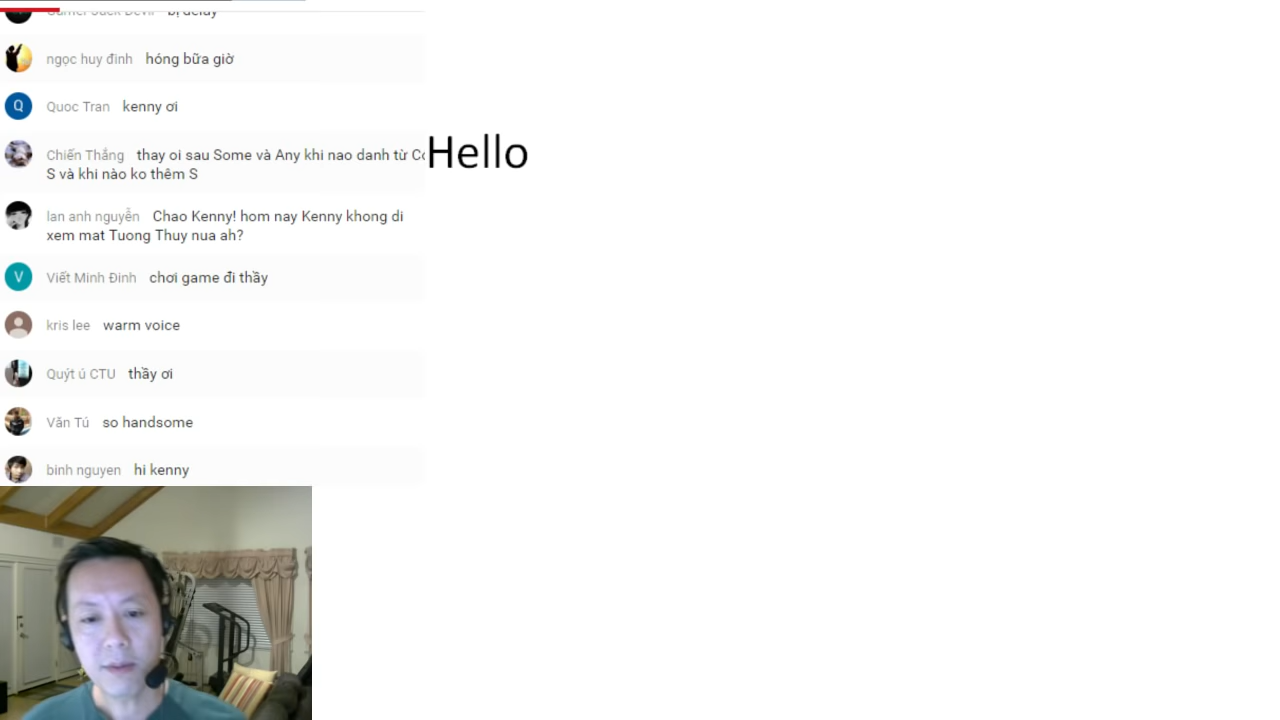 bị delay
ngọc huy đinh hóng bữa giờ
Quoc Tran kenny ơi
Chiến Thắng thay oi sau Some và Any khi nao danh từ
S và khi nào ko thêm S
lan anh nguyễn Chao Kenny! hom nay Kenny khong di
xem mat Tuong Thuy nua ah?
Viết Minh Đinh chơi game đi thầy
kris lee warm voice
Quýt ú CTU thầy ơi
Văn Tú so handsome
binh nguyen hi kenny
Hello
Q
V